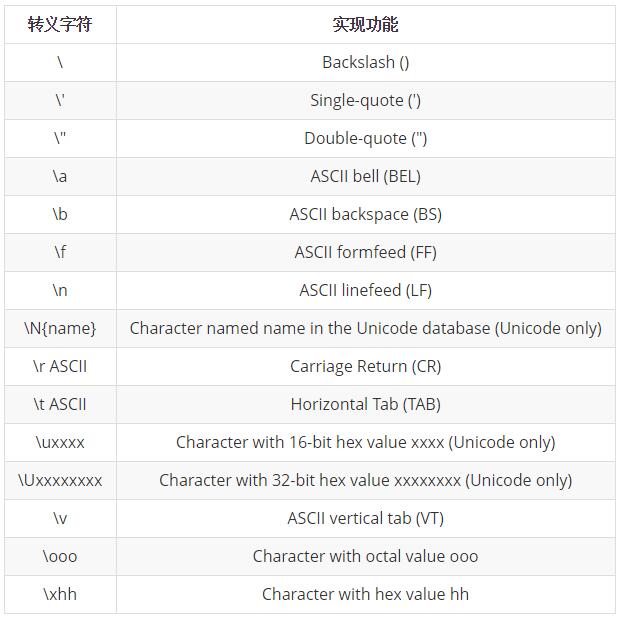 转义字符 实现功能
\ Backslash ()
\' Single-quote (')
\" Double-quote (")
\a ASCII bell (BEL)
\b ASCII backspace (BS)
\f ASCII formfeed (FF)
\n ASCII linefeed (LF)
\N{name} Character named name in the Unicode database (Unicode only)
\r ASCII Carriage Return (CR)
\t ASCII Horizontal Tab (TAB)
\uxxxx Character with 16-bit hex value xxxx (Unicode only)
\Uxxxxxxxx Character with 32-bit hex value xxxxxxxx (Unicode only)
\v ASCII vertical tab (VT)
\ooo Character with octal value ooo
\xhh Character with hex value hh